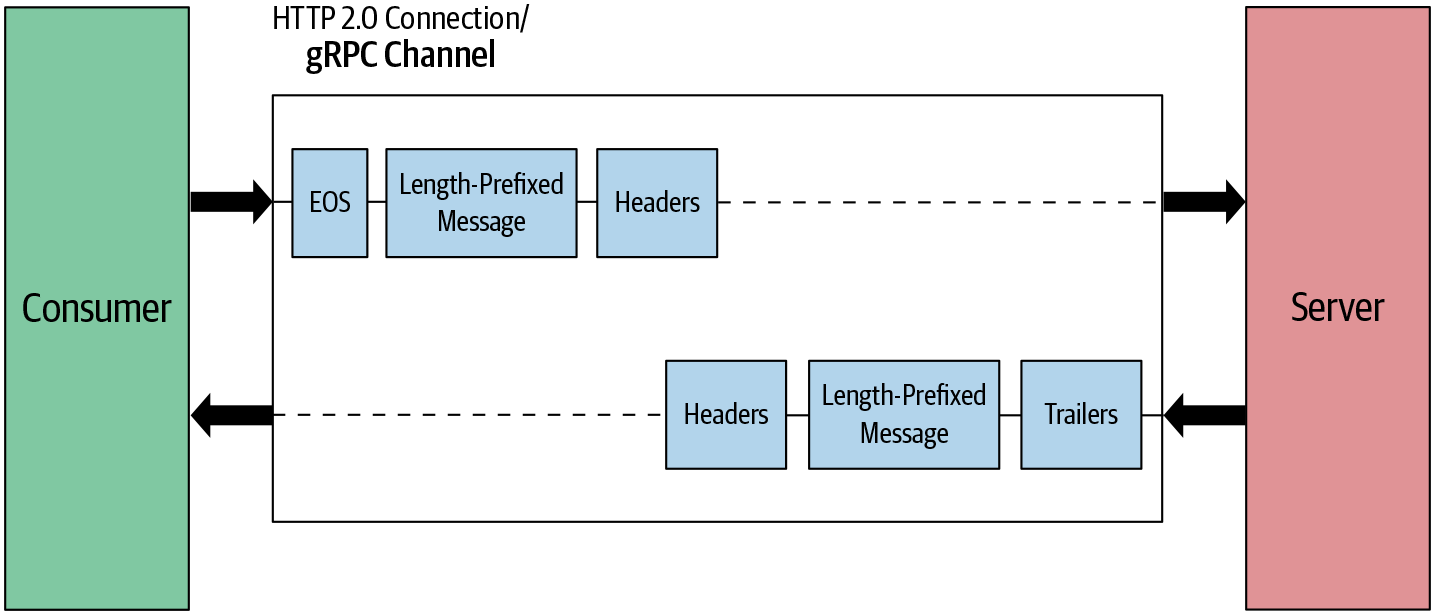 HTTP 2.0 Connection/
gRPC Channel
Consumer
EOS
Length-Prefixed
Message
Headers
Server
Headers
Length-Prefixed
Message
Trailers